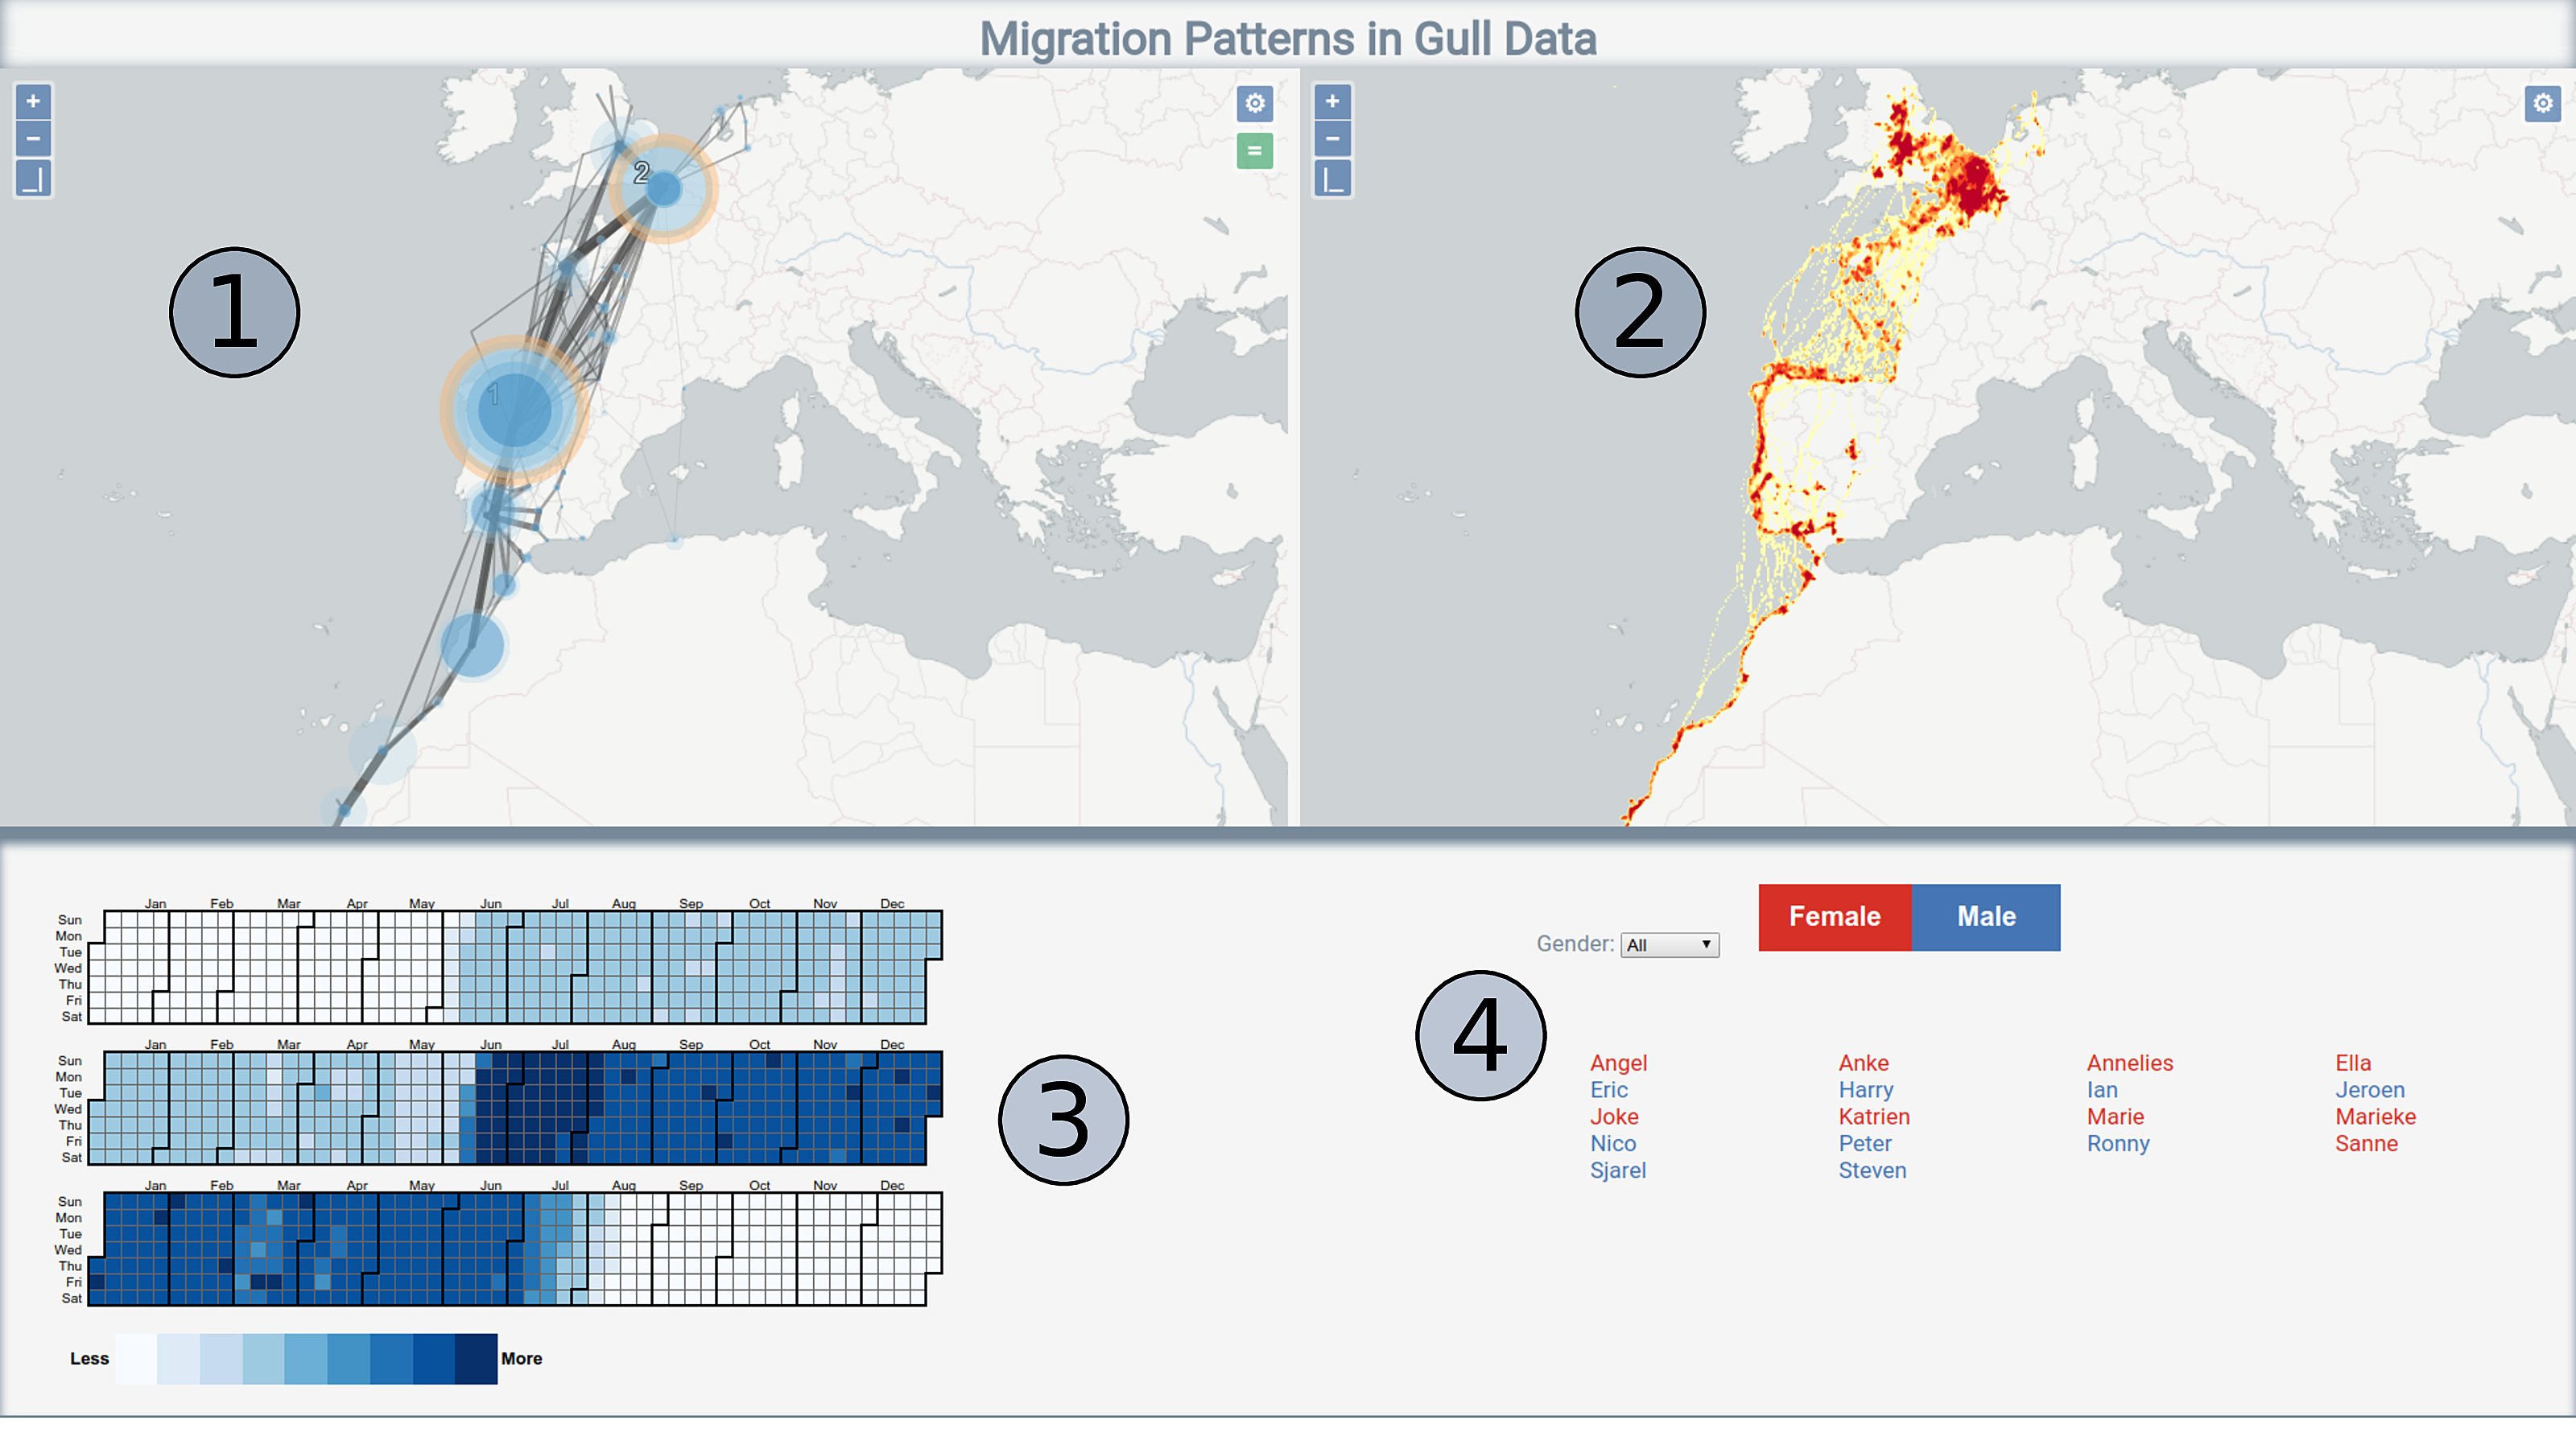 Migration Patterns in Gull Data
+
−
+
−
=
2
1
1
2
Jan Feb Mar Apr May Jun Jul Aug Sep Oct Nov Dec
Sun
Mon
Tue
Wed
Thu
Fri
Sat
Jan Feb Mar Apr May Jun Jul Aug Sep Oct Nov Dec
Sun
Mon
Tue
Wed
Thu
Fri
Sat
Jan Feb Mar Apr May Jun Jul Aug Sep Oct Nov Dec
Sun
Mon
Tue
Wed
Thu
Fri
Sat
Less More
3
Female Male
Gender: All
4
Angel Anke Annelies Ella
Eric Harry Ian Jeroen
Joke Katrien Marie Marieke
Nico Peter Ronny Sanne
Sjarel Steven